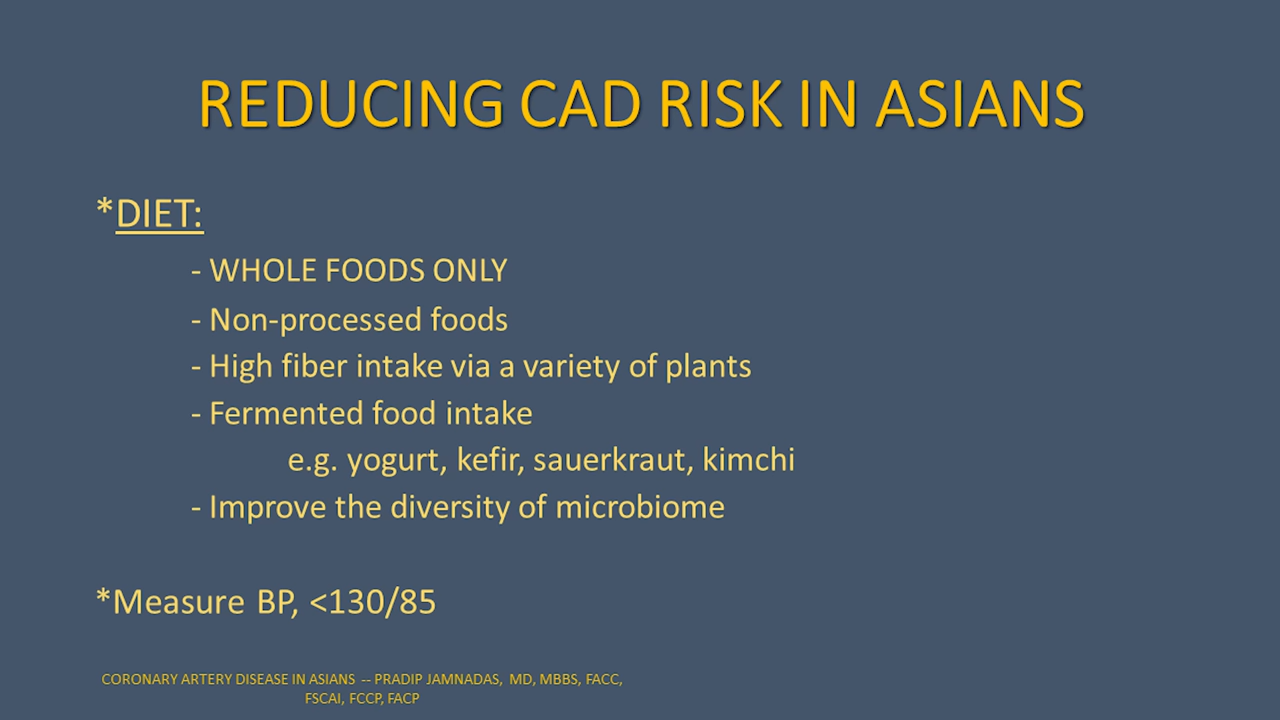 REDUCING CAD RISK IN ASIANS
*DIET:
- WHOLE FOODS ONLY
- Non-processed foods
- High fiber intake via a variety of plants
- Fermented food intake
e.g. yogurt, kefir, sauerkraut, kimchi
- Improve the diversity of microbiome
*Measure BP, <130/85
CORONARY ARTERY DISEASE IN ASIANS -- PRADIP JAMNADAS, MD, MBBS, FACC,
FSCAI, FCCP, FACP